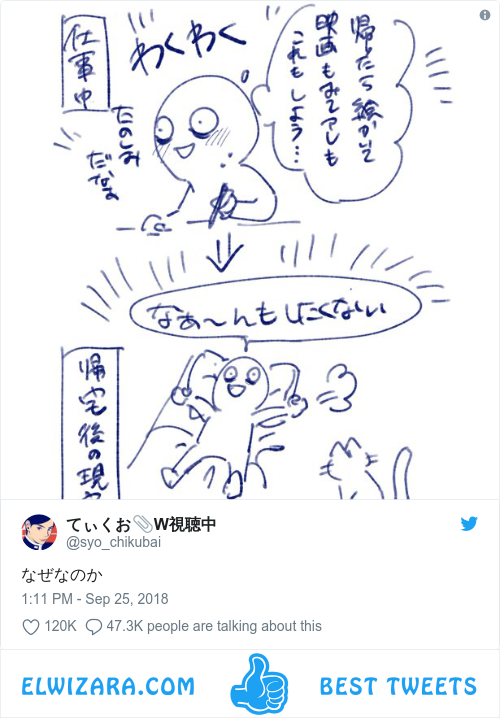 仕事中
わくわく
帰ったら絵かいて
映画もみてアレも
これもしよう…
たのしみ
だなぁ
なぁ〜んもしたくない
帰宅後の現
てぃくお📎W視聴中
@syo_chikubai
なぜなのか
1:11 PM - Sep 25, 2018
120K 47.3K people are talking about this
ELWIZARA.COM BEST TWEETS